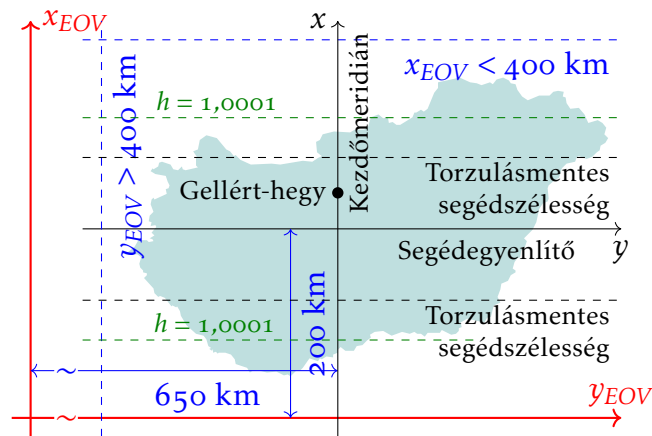 x_EOV
x
x_EOV < 400 km
h = 1,0001
y_EOV > 400 km
Kezdőmeridián
Gellért-hegy
Torzulásmentes
segédszélesség
Segédegyenlítő
y
h = 1,0001
200 km
Torzulásmentes
segédszélesség
~
650 km
y_EOV
~